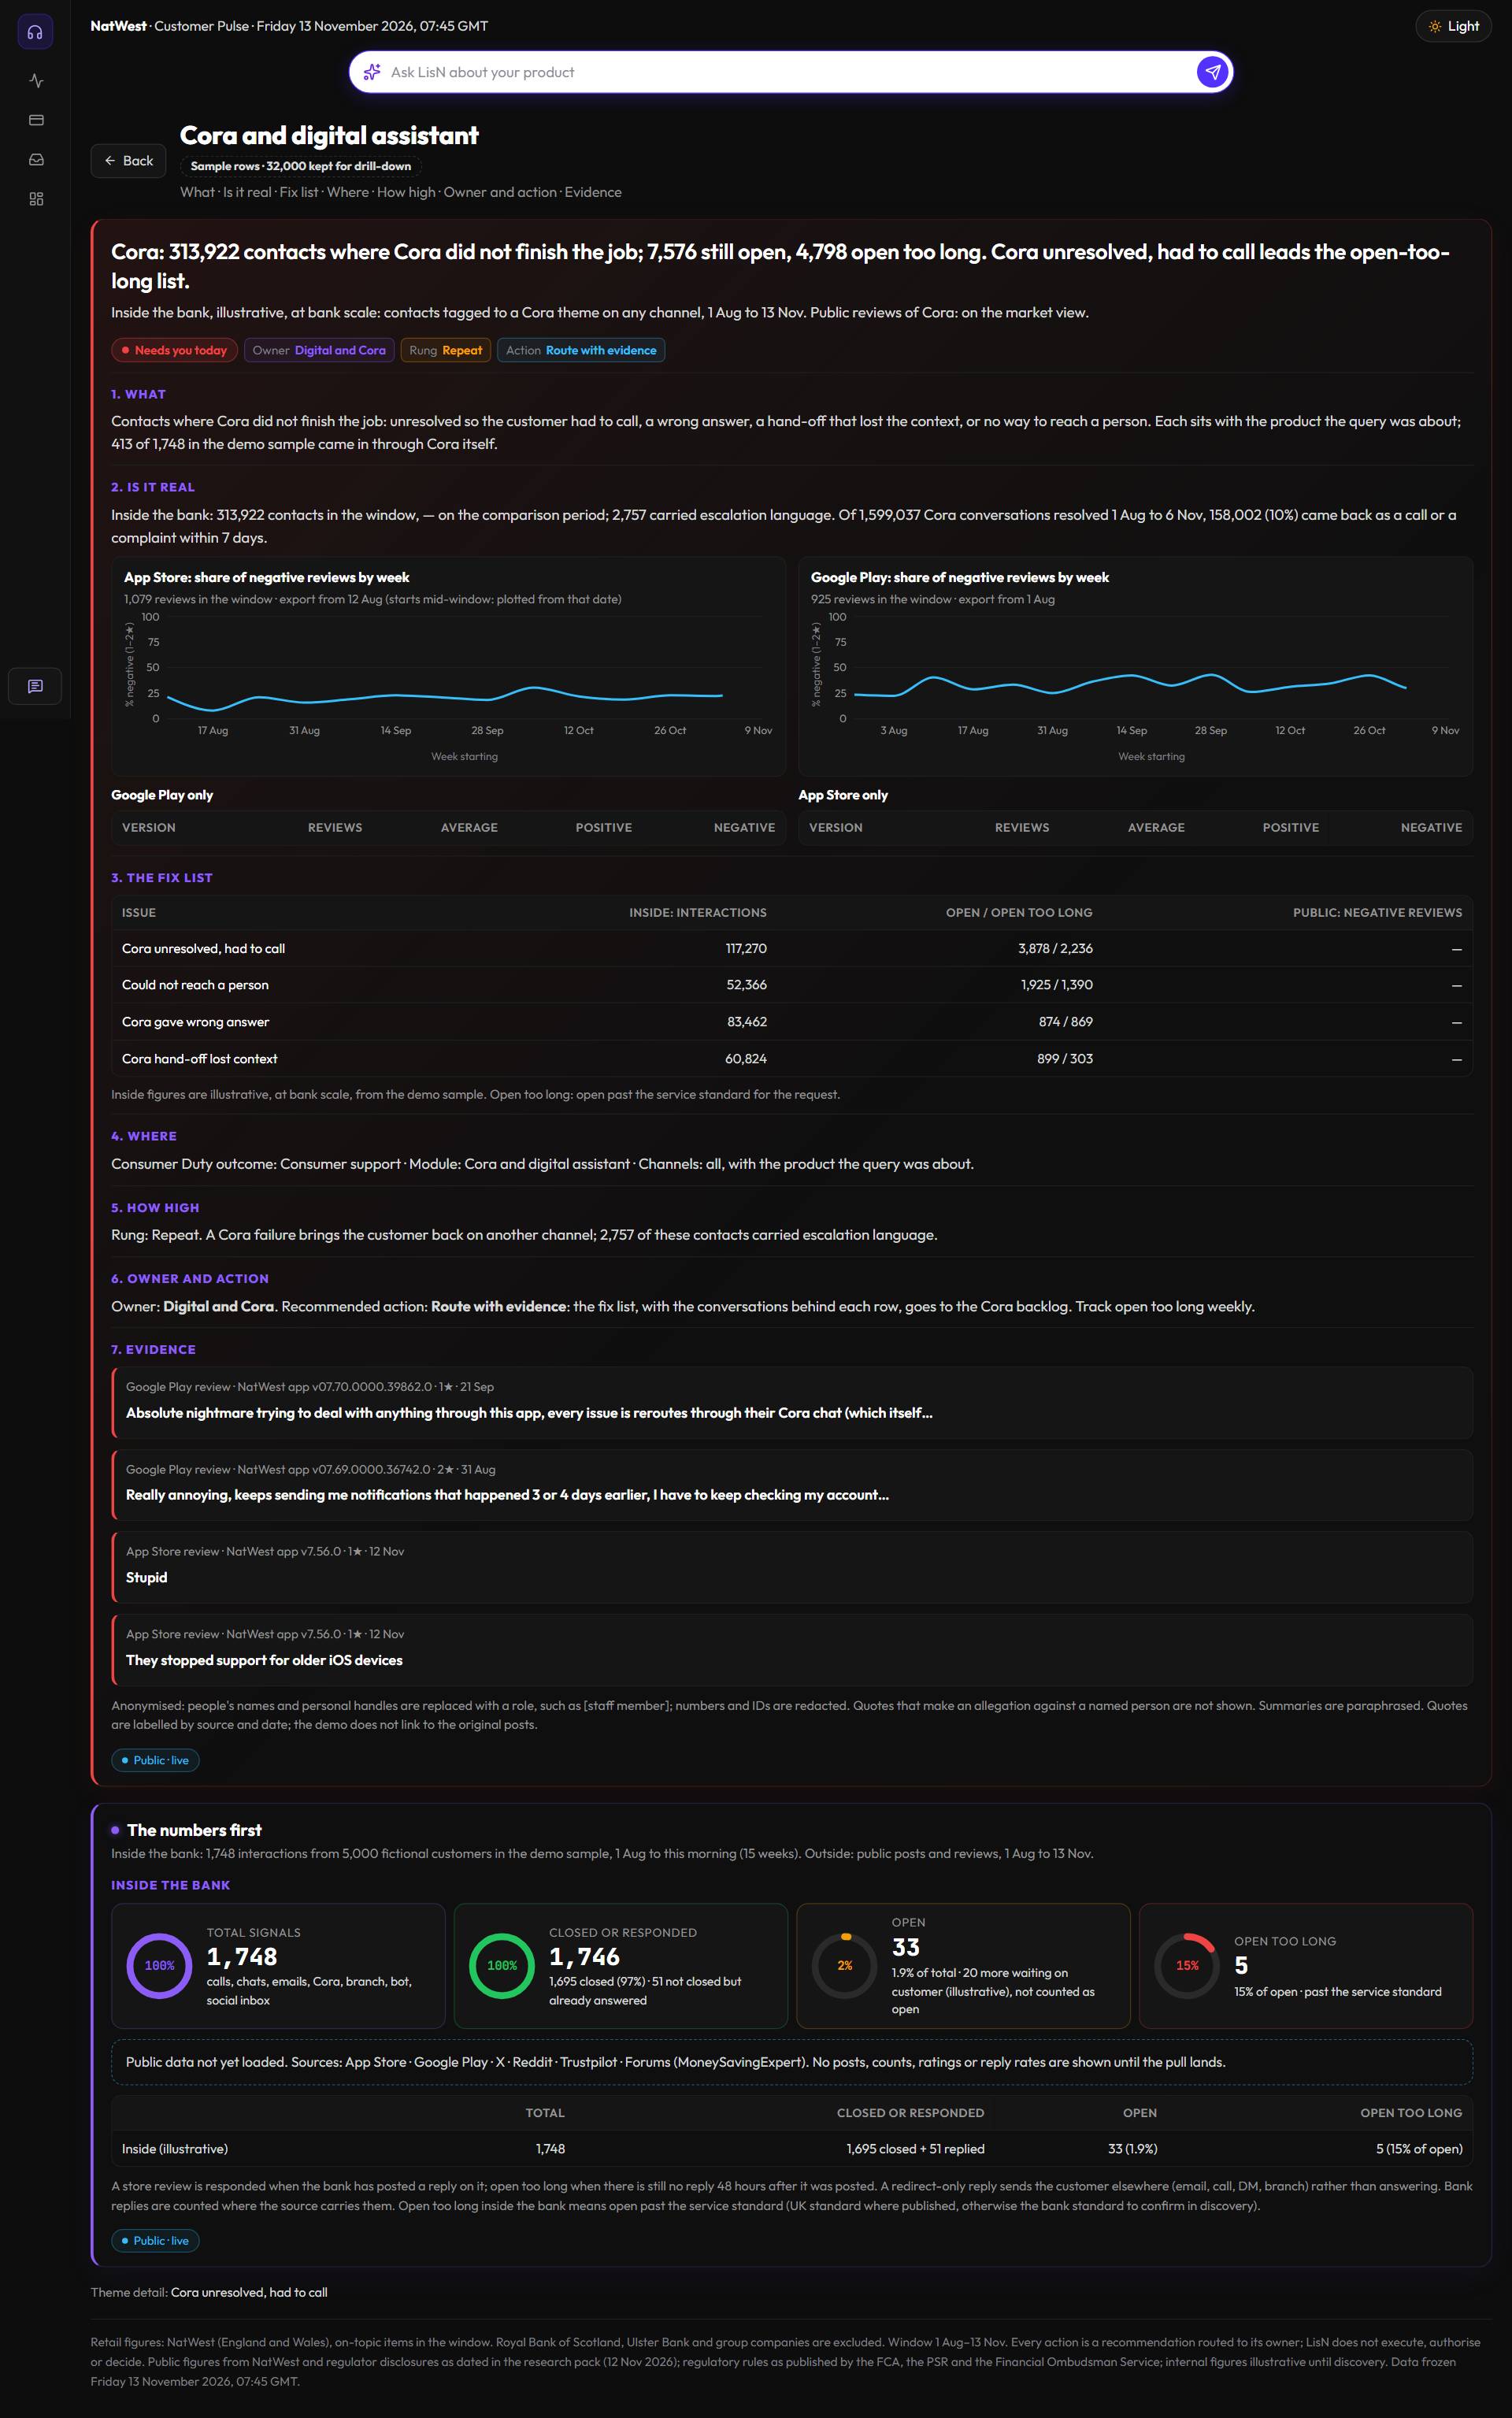 NatWest · Customer Pulse · Friday 13 November 2026, 07:45 GMT
Light
Ask LisN about your product
Back
Cora and digital assistant
Sample rows · 32,000 kept for drill-down
What · Is it real · Fix list · Where · How high · Owner and action · Evidence
Cora: 313,922 contacts where Cora did not finish the job; 7,576 still open, 4,798 open too long. Cora unresolved, had to call leads the open-too-
long list.
Inside the bank, illustrative, at bank scale: contacts tagged to a Cora theme on any channel, 1 Aug to 13 Nov. Public reviews of Cora: on the market view.
Needs you today
Owner Digital and Cora
Rung Repeat
Action Route with evidence
1. WHAT
Contacts where Cora did not finish the job: unresolved so the customer had to call, a wrong answer, a hand-off that lost the context, or no way to reach a person. Each sits with the product the query was about;
413 of 1,748 in the demo sample came in through Cora itself.
2. IS IT REAL
Inside the bank: 313,922 contacts in the window, — on the comparison period; 2,757 carried escalation language. Of 1,599,037 Cora conversations resolved 1 Aug to 6 Nov, 158,002 (10%) came back as a call or a
complaint within 7 days.
App Store: share of negative reviews by week
1,079 reviews in the window · export from 12 Aug (starts mid-window: plotted from that date)
% negative (1–2★)
100
75
50
25
0
17 Aug 31 Aug 14 Sep 28 Sep 12 Oct 26 Oct 9 Nov
Week starting
Google Play: share of negative reviews by week
925 reviews in the window · export from 1 Aug
% negative (1–2★)
100
75
50
25
0
3 Aug 17 Aug 31 Aug 14 Sep 28 Sep 12 Oct 26 Oct 9 Nov
Week starting
Google Play only
VERSION REVIEWS AVERAGE POSITIVE NEGATIVE
App Store only
VERSION REVIEWS AVERAGE POSITIVE NEGATIVE
3. THE FIX LIST
ISSUE INSIDE: INTERACTIONS OPEN / OPEN TOO LONG PUBLIC: NEGATIVE REVIEWS
Cora unresolved, had to call 117,270 3,878 / 2,236 —
Could not reach a person 52,366 1,925 / 1,390 —
Cora gave wrong answer 83,462 874 / 869 —
Cora hand-off lost context 60,824 899 / 303 —
Inside figures are illustrative, at bank scale, from the demo sample. Open too long: open past the service standard for the request.
4. WHERE
Consumer Duty outcome: Consumer support · Module: Cora and digital assistant · Channels: all, with the product the query was about.
5. HOW HIGH
Rung: Repeat. A Cora failure brings the customer back on another channel; 2,757 of these contacts carried escalation language.
6. OWNER AND ACTION
Owner: Digital and Cora. Recommended action: Route with evidence: the fix list, with the conversations behind each row, goes to the Cora backlog. Track open too long weekly.
7. EVIDENCE
Google Play review · NatWest app v07.70.0000.39862.0 · 1★ · 21 Sep
Absolute nightmare trying to deal with anything through this app, every issue is reroutes through their Cora chat (which itself...
Google Play review · NatWest app v07.69.0000.36742.0 · 2★ · 31 Aug
Really annoying, keeps sending me notifications that happened 3 or 4 days earlier, I have to keep checking my account...
App Store review · NatWest app v7.56.0 · 1★ · 12 Nov
Stupid
App Store review · NatWest app v7.56.0 · 1★ · 12 Nov
They stopped support for older iOS devices
Anonymised: people's names and personal handles are replaced with a role, such as [staff member]; numbers and IDs are redacted. Quotes that make an allegation against a named person are not shown. Summaries are paraphrased. Quotes
are labelled by source and date; the demo does not link to the original posts.
Public · live
The numbers first
Inside the bank: 1,748 interactions from 5,000 fictional customers in the demo sample, 1 Aug to this morning (15 weeks). Outside: public posts and reviews, 1 Aug to 13 Nov.
INSIDE THE BANK
100%
TOTAL SIGNALS
1,748
calls, chats, emails, Cora, branch, bot,
social inbox
100%
CLOSED OR RESPONDED
1,746
1,695 closed (97%) · 51 not closed but
already answered
2%
OPEN
33
1.9% of total · 20 more waiting on
customer (illustrative), not counted as
open
15%
OPEN TOO LONG
5
15% of open · past the service standard
Public data not yet loaded. Sources: App Store · Google Play · X · Reddit · Trustpilot · Forums (MoneySavingExpert). No posts, counts, ratings or reply rates are shown until the pull lands.
TOTAL CLOSED OR RESPONDED OPEN OPEN TOO LONG
Inside (illustrative) 1,748 1,695 closed + 51 replied 33 (1.9%) 5 (15% of open)
A store review is responded when the bank has posted a reply on it; open too long when there is still no reply 48 hours after it was posted. A redirect-only reply sends the customer elsewhere (email, call, DM, branch) rather than answering. Bank
replies are counted where the source carries them. Open too long inside the bank means open past the service standard (UK standard where published, otherwise the bank standard to confirm in discovery).
Public · live
Theme detail: Cora unresolved, had to call
Retail figures: NatWest (England and Wales), on-topic items in the window. Royal Bank of Scotland, Ulster Bank and group companies are excluded. Window 1 Aug–13 Nov. Every action is a recommendation routed to its owner; LisN does not execute, authorise
or decide. Public figures from NatWest and regulator disclosures as dated in the research pack (12 Nov 2026); regulatory rules as published by the FCA, the PSR and the Financial Ombudsman Service; internal figures illustrative until discovery. Data frozen
Friday 13 November 2026, 07:45 GMT.